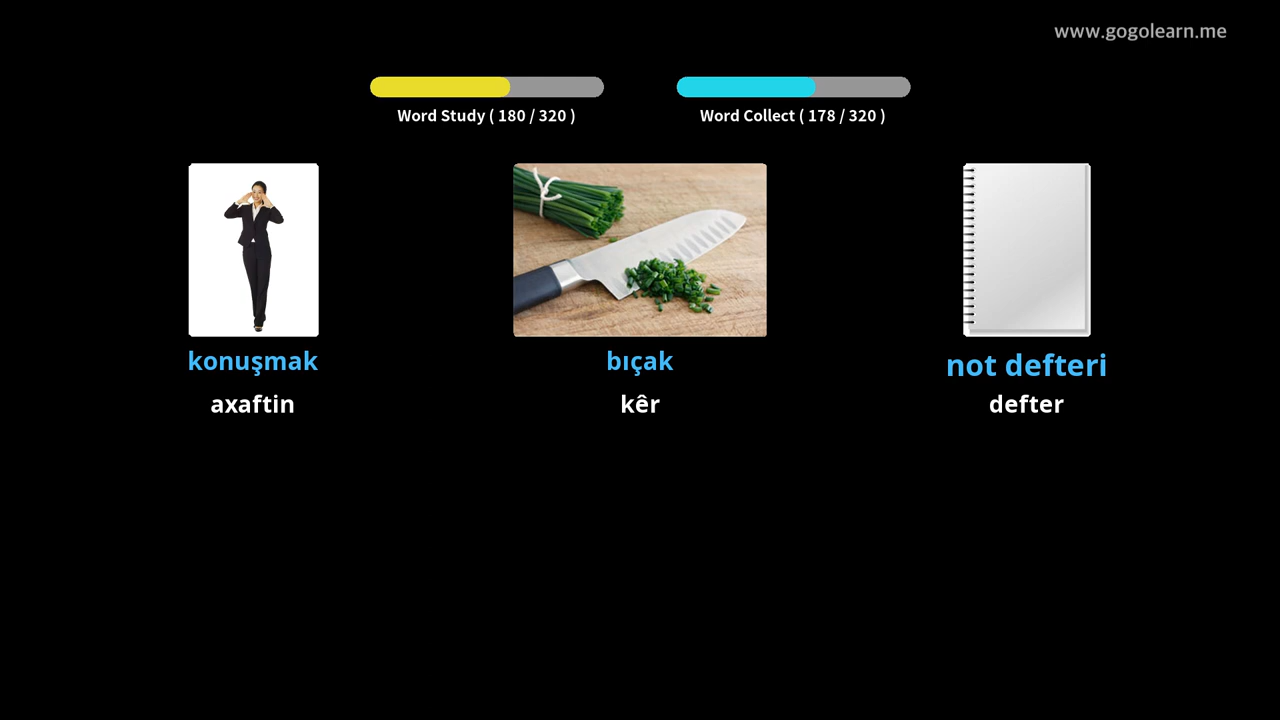 www.gogolearn.me
Word Study ( 180 / 320 )
Word Collect ( 178 / 320 )
konuşmak
axaftin
bıçak
kêr
not defteri
defter